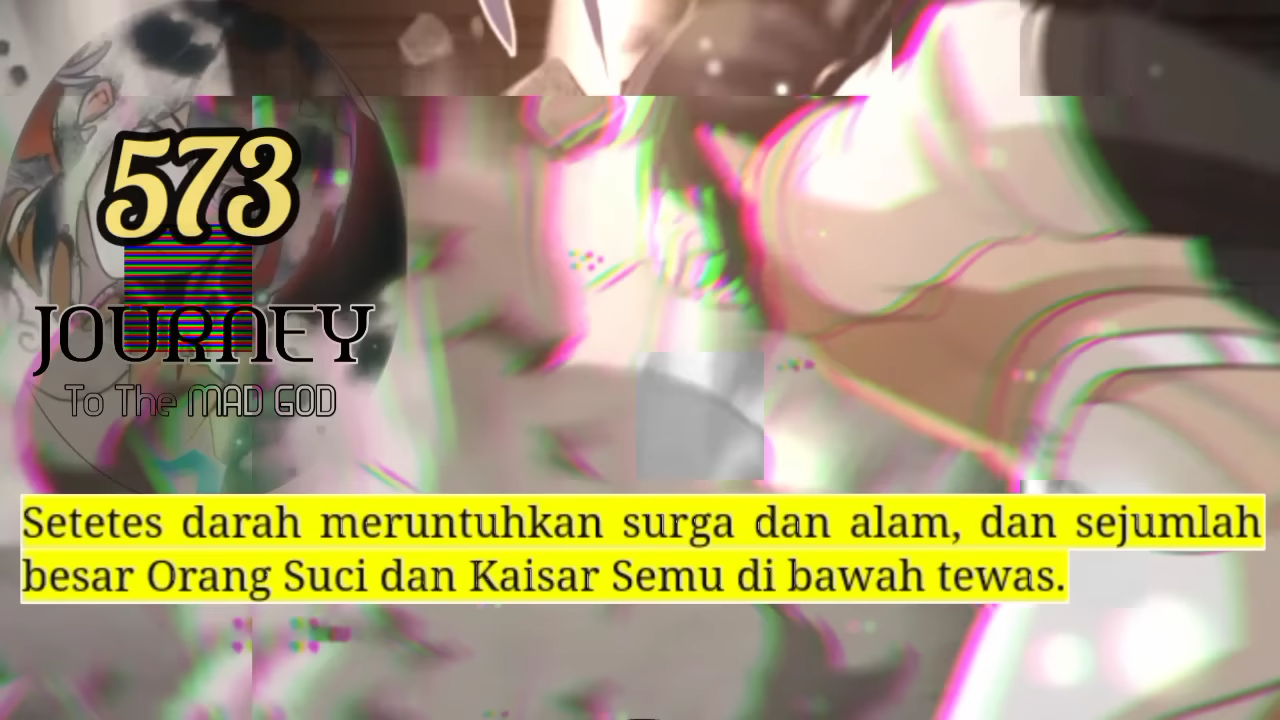 573
JOURNEY
To The MAD GOD
Setetes darah meruntuhkan surga dan alam, dan sejumlah
besar Orang Suci dan Kaisar Semu di bawah tewas.